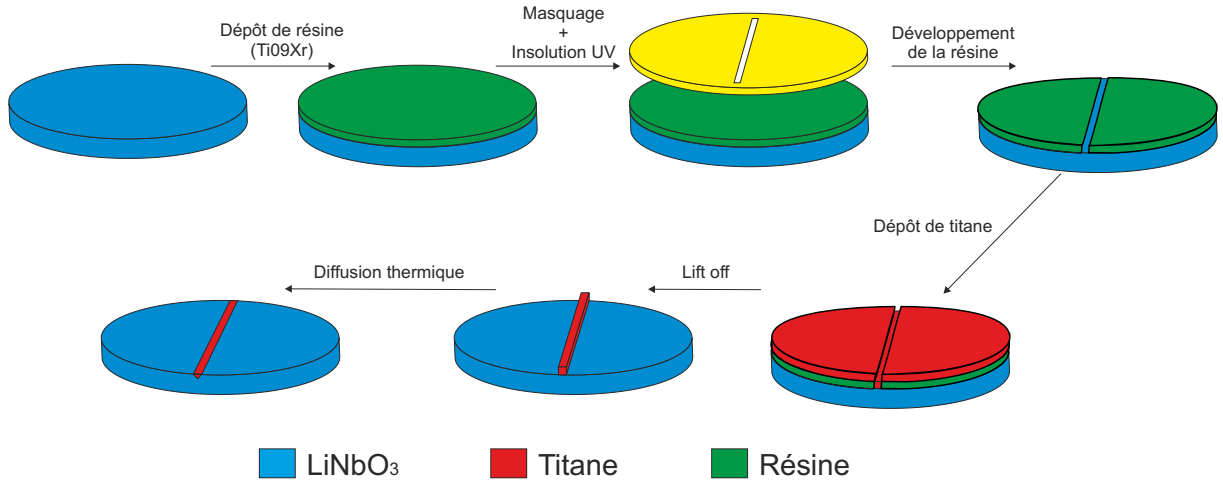 Dépôt de résine
(Ti09Xr)
Masquage
+
Insolution UV
Développement
de la résine
Dépôt de titane
Lift off
Diffusion thermique
LiNbO₃
Titane
Résine